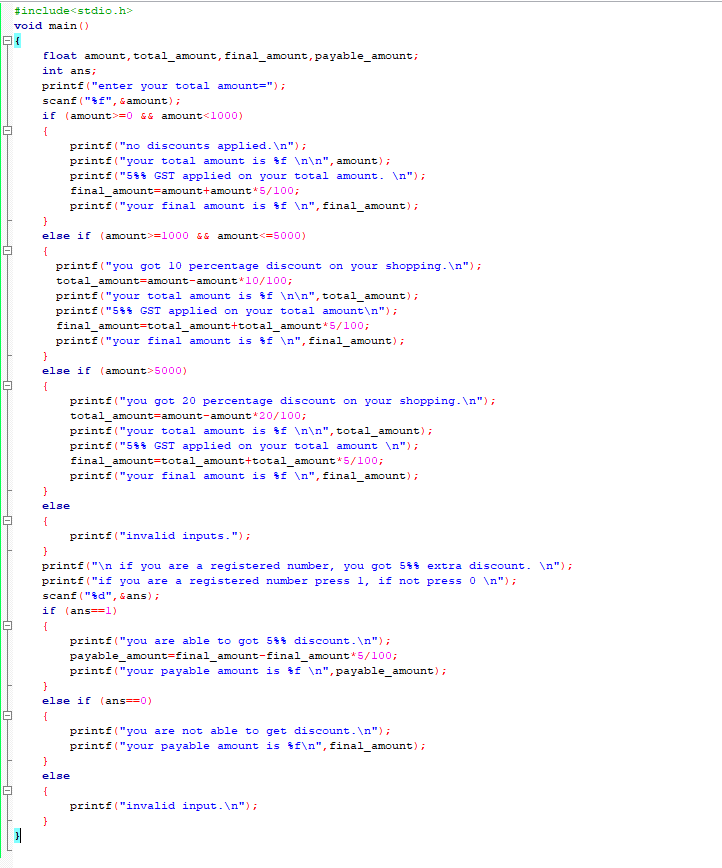 #include<stdio.h>
void main()
{
    float amount,total_amount,final_amount,payable_amount;
    int ans;
    printf("enter your total amount=");
    scanf("%f",&amount);
    if (amount>=0 && amount<1000)
    {
        printf("no discounts applied.\n");
        printf("your total amount is %f \n\n",amount);
        printf("5%% GST applied on your total amount. \n");
        final_amount=amount+amount*5/100;
        printf("your final amount is %f \n",final_amount);
    }
    else if (amount>=1000 && amount<=5000)
    {
      printf("you got 10 percentage discount on your shopping.\n");
      total_amount=amount-amount*10/100;
      printf("your total amount is %f \n\n",total_amount);
      printf("5%% GST applied on your total amount\n");
      final_amount=total_amount+total_amount*5/100;
      printf("your final amount is %f \n",final_amount);
    }
    else if (amount>5000)
    {
        printf("you got 20 percentage discount on your shopping.\n");
        total_amount=amount-amount*20/100;
        printf("your total amount is %f \n\n",total_amount);
        printf("5%% GST applied on your total amount \n");
        final_amount=total_amount+total_amount*5/100;
        printf("your final amount is %f \n",final_amount);
    }
    else
    {
        printf("invalid inputs.");
    }
    printf("\n if you are a registered number, you got 5%% extra discount. \n");
    printf("if you are a registered number press 1, if not press 0 \n");
    scanf("%d",&ans);
    if (ans==1)
    {
        printf("you are able to got 5%% discount.\n");
        payable_amount=final_amount-final_amount*5/100;
        printf("your payable amount is %f \n",payable_amount);
    }
    else if (ans==0)
    {
        printf("you are not able to get discount.\n");
        printf("your payable amount is %f\n",final_amount);
    }
    else
    {
        printf("invalid input.\n");
    }
}